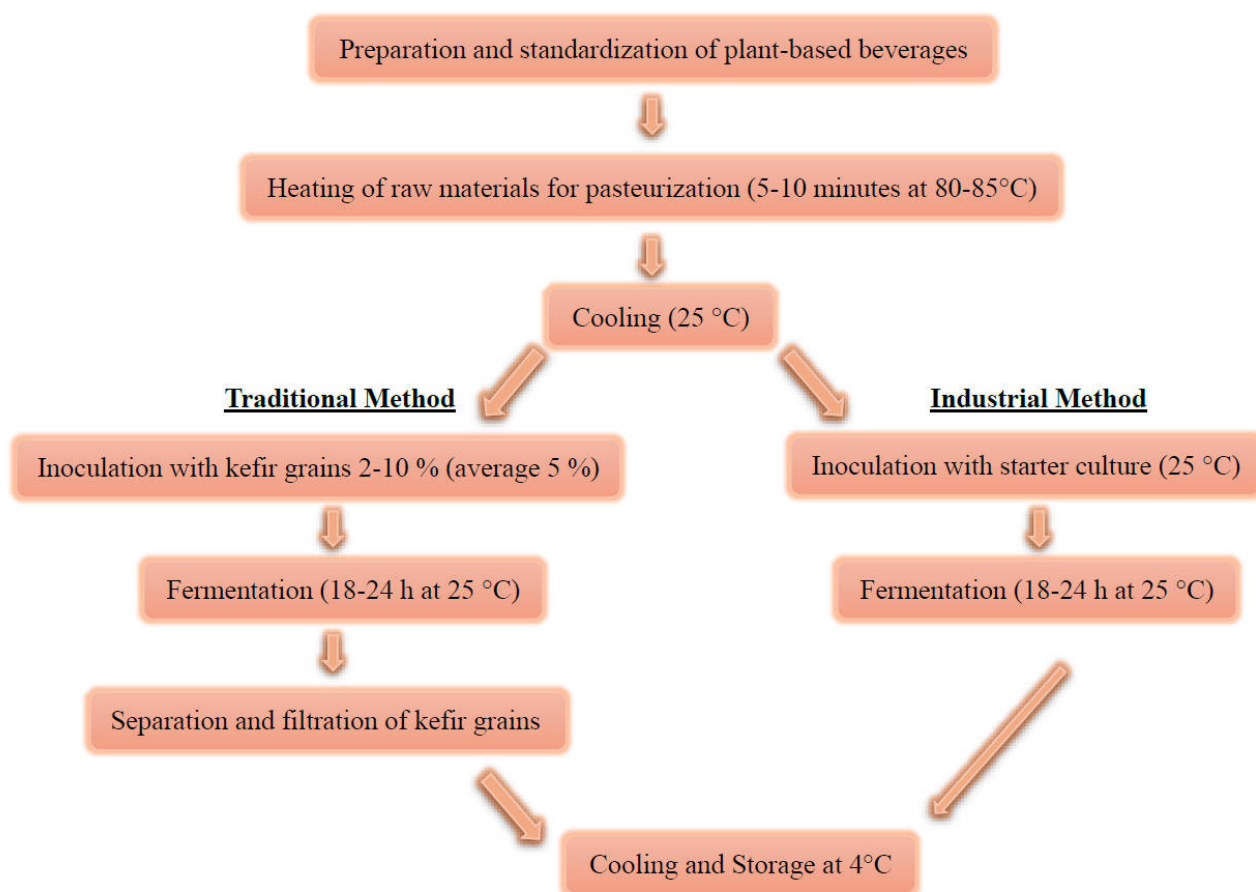 Preparation and standardization of plant-based beverages
Heating of raw materials for pasteurization (5-10 minutes at 80-85°C)
Cooling (25 °C)
Traditional Method
Inoculation with kefir grains 2-10 % (average 5 %)
Fermentation (18-24 h at 25 °C)
Separation and filtration of kefir grains
Industrial Method
Inoculation with starter culture (25 °C)
Fermentation (18-24 h at 25 °C)
Cooling and Storage at 4°C